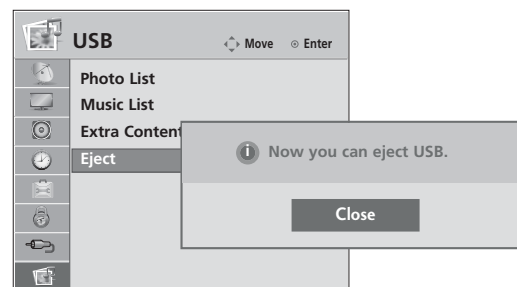 USB
Move
Enter
Photo List
Music List
Extra Content
Eject
Now you can eject USB.
Close